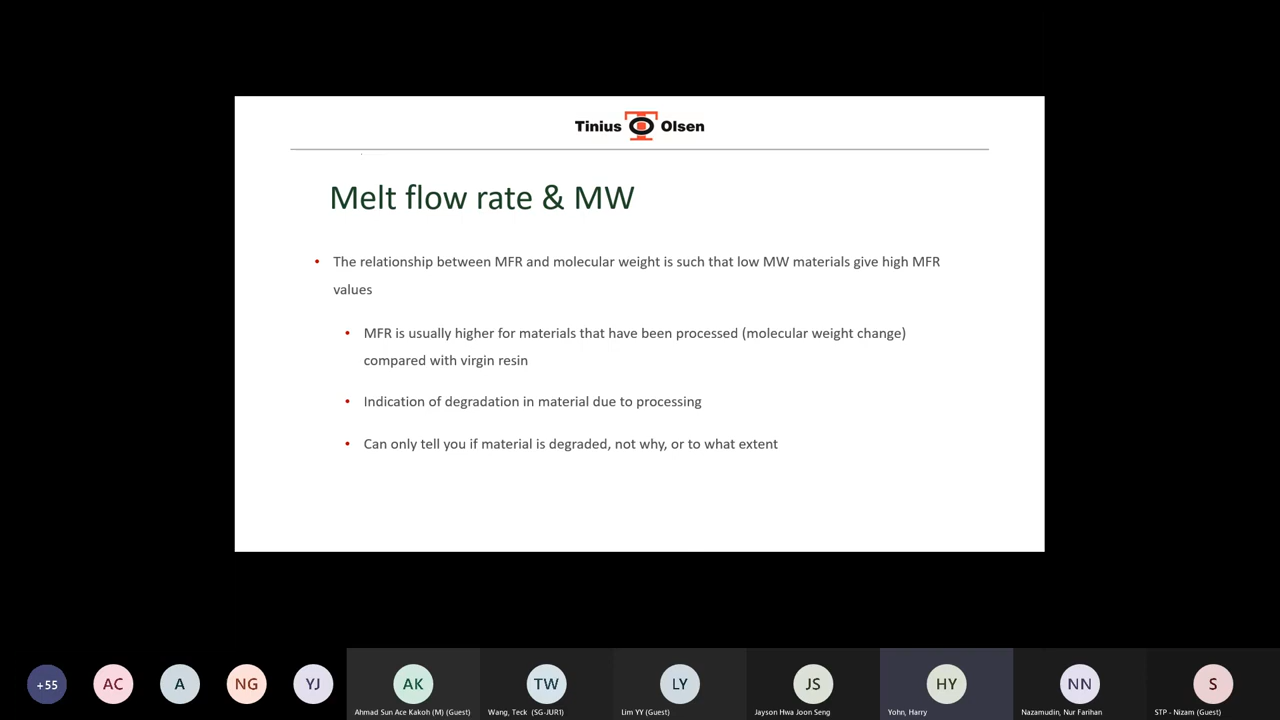 Tinius Olsen
Melt flow rate & MW
• The relationship between MFR and molecular weight is such that low MW materials give high MFR
values
• MFR is usually higher for materials that have been processed (molecular weight change)
compared with virgin resin
• Indication of degradation in material due to processing
• Can only tell you if material is degraded, not why, or to what extent
+55 AC A NG YJ AK TW LY JS HY NN S
Ahmad Sun Ace Kakoh (M) (Guest) Wang, Teck (SG-JUR1) Lim YY (Guest) Jayson Hwa Joon Seng Yohn, Harry Nazamudin, Nur Farihan STP - Nizam (Guest)